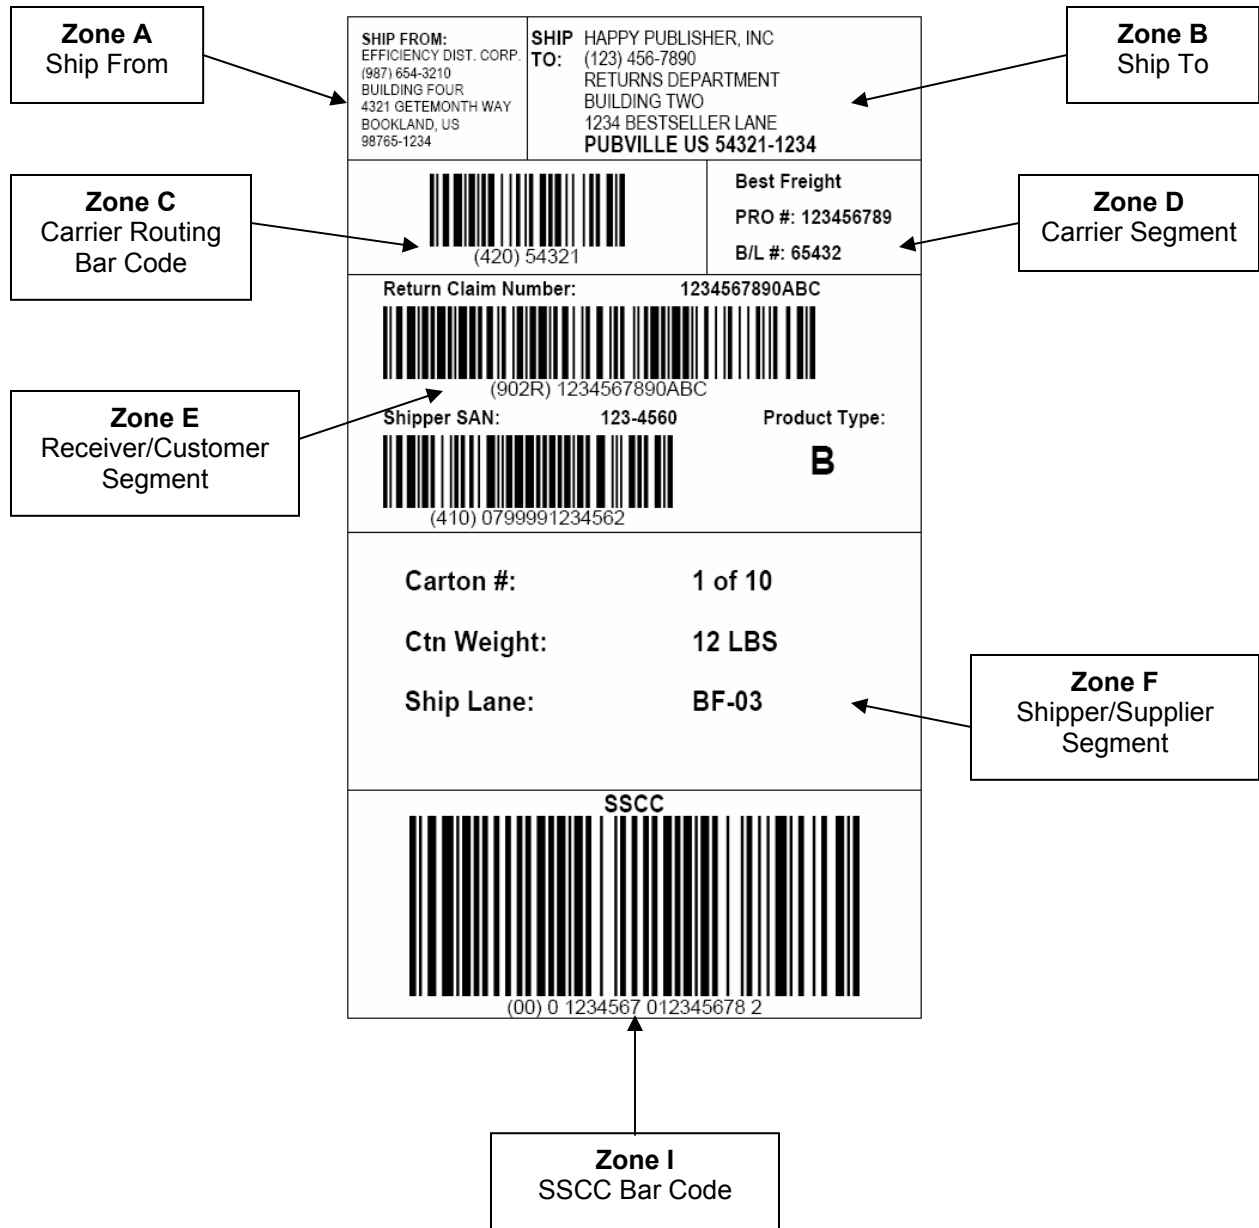 Zone A
Ship From
SHIP FROM:
EFFICIENCY DIST. CORP.
(987) 654-3210
BUILDING FOUR
4321 GETEMONTH WAY
BOOKLAND, US
98765-1234
SHIP TO:
HAPPY PUBLISHER, INC
(123) 456-7890
RETURNS DEPARTMENT
BUILDING TWO
1234 BESTSELLER LANE
PUBVILLE US 54321-1234
Zone B
Ship To
Zone C
Carrier Routing
Bar Code
(420) 54321
Best Freight
PRO #: 123456789
B/L #: 65432
Zone D
Carrier Segment
Return Claim Number: 1234567890ABC
(902R) 1234567890ABC
Zone E
Receiver/Customer
Segment
Shipper SAN: 123-4560 Product Type:
B
(410) 0799991234562
Carton #: 1 of 10
Ctn Weight: 12 LBS
Ship Lane: BF-03
Zone F
Shipper/Supplier
Segment
SSCC
(00) 0 1234567 012345678 2
Zone I
SSCC Bar Code